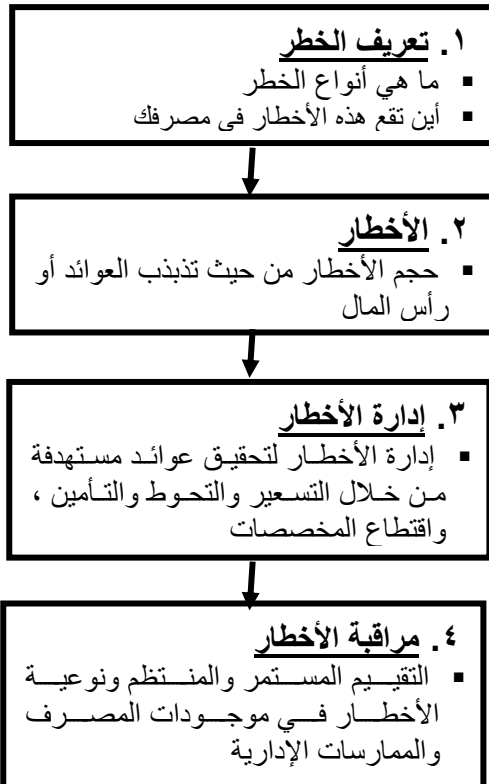 ١. تعريف الخطر
▪ ما هي أنواع الخطر
▪ أين تقع هذه الأخطار في مصرفك
٢. الأخطار
▪ حجم الأخطار من حيث تذبذب العوائد أو
رأس المال
٣. إدارة الأخطار
▪ إدارة الأخطار لتحقيق عوائد مستهدفة
من خلال التسعير والتحوط والتأمين ،
واقتطاع المخصصات
٤. مراقبة الأخطار
▪ التقييم المستمر والمنتظم ونوعية
الأخطار في موجودات المصرف
والممارسات الإدارية